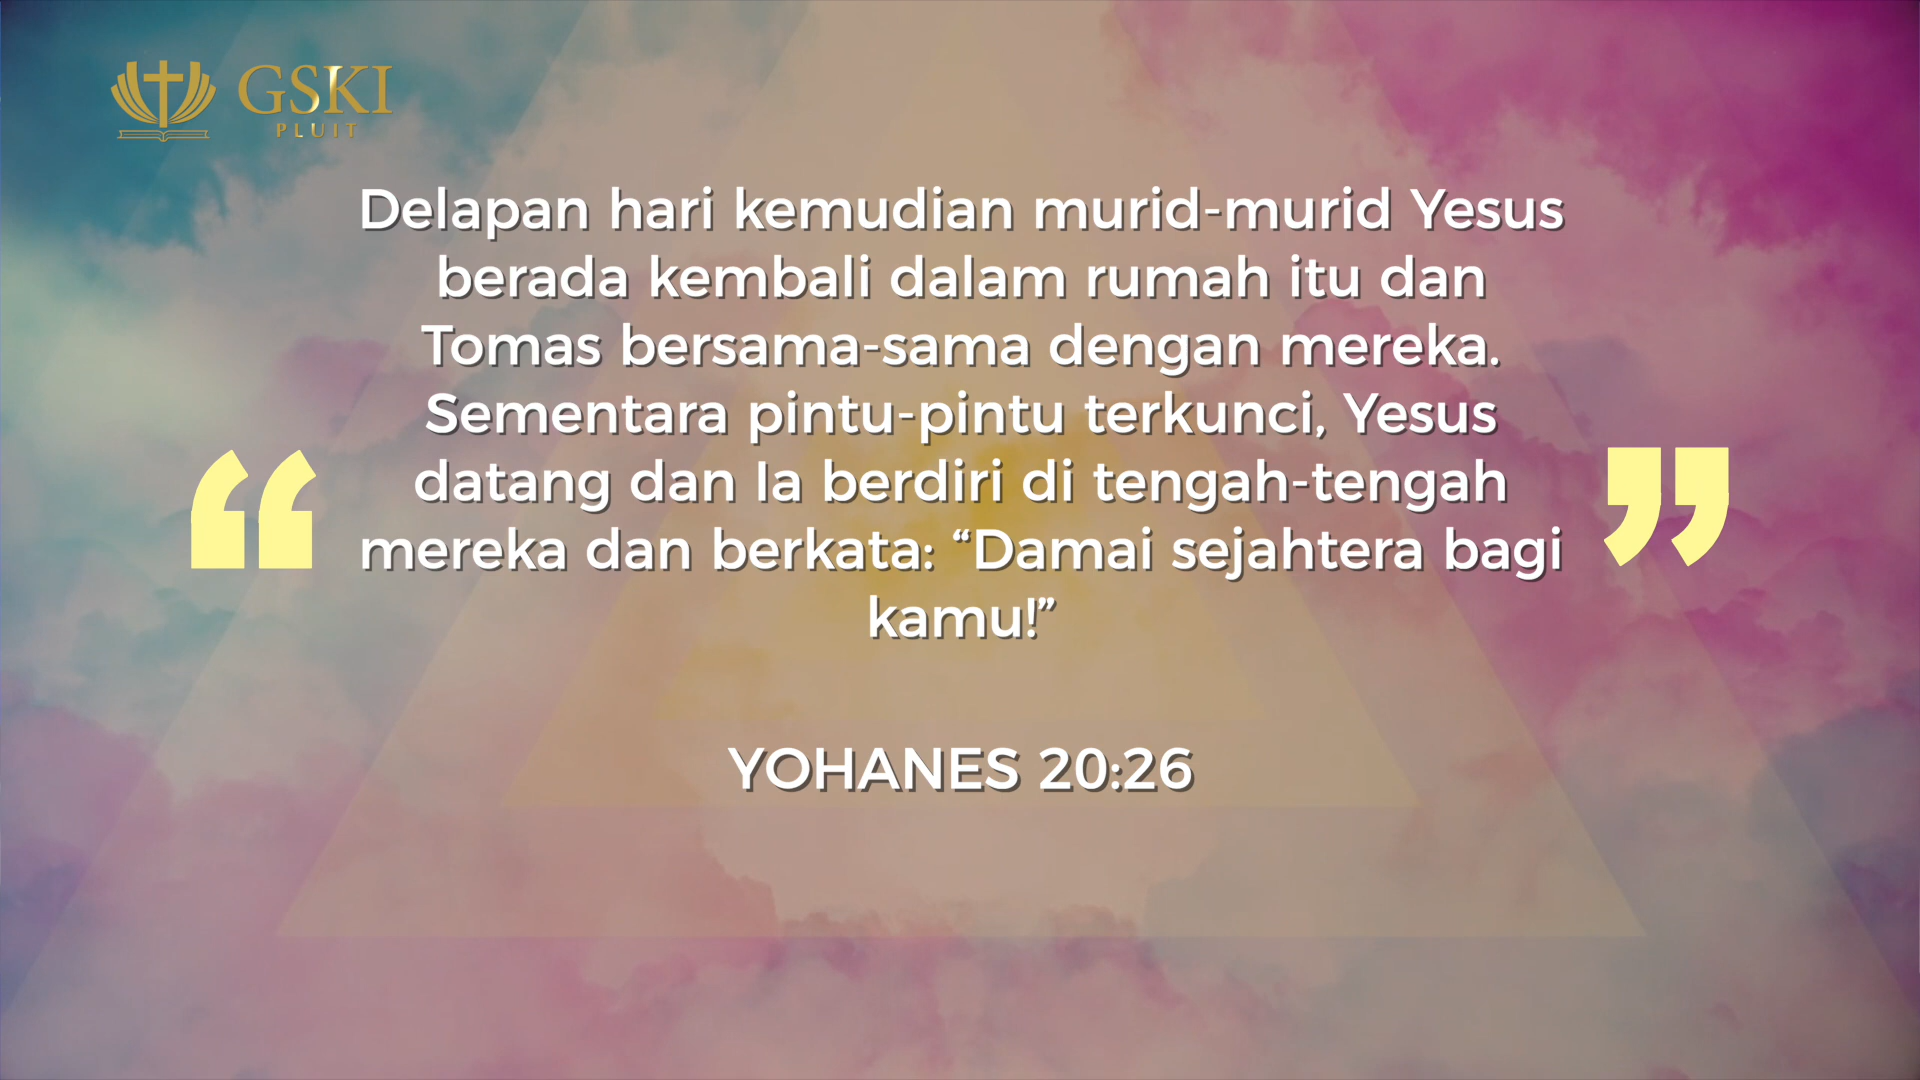 GSKI
PLUIT
Delapan hari kemudian murid-murid Yesus
berada kembali dalam rumah itu dan
Tomas bersama-sama dengan mereka.
Sementara pintu-pintu terkunci, Yesus
datang dan Ia berdiri di tengah-tengah
“ mereka dan berkata: “Damai sejahtera bagi ”
kamu!”
YOHANES 20:26